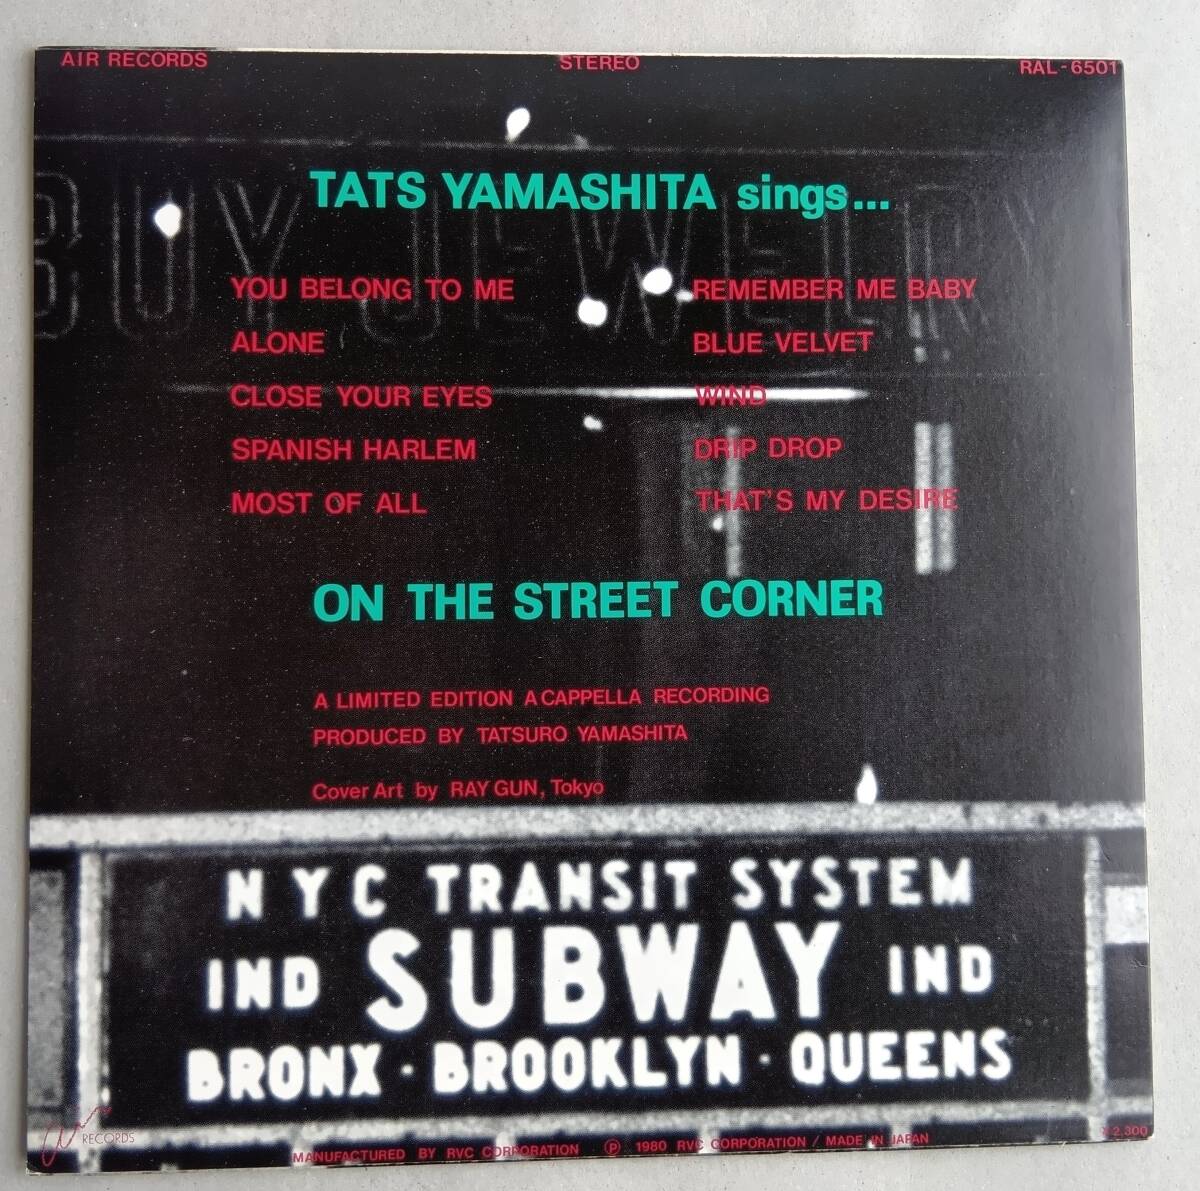 AIR RECORDS
STEREO
RAL-6501
BUY JEWELRY
TATS YAMASHITA sings...
YOU BELONG TO ME
ALONE
CLOSE YOUR EYES
SPANISH HARLEM
MOST OF ALL
REMEMBER ME BABY
BLUE VELVET
WIND
DRIP DROP
THAT'S MY DESIRE
ON THE STREET CORNER
A LIMITED EDITION A CAPPELLA RECORDING
PRODUCED BY TATSURO YAMASHITA
Cover Art by RAY GUN, Tokyo
NYC TRANSIT SYSTEM
IND SUBWAY IND
BRONX · BROOKLYN · QUEENS
air RECORDS
MANUFACTURED BY RVC CORPORATION Ⓟ 1980 RVC CORPORATION / MADE IN JAPAN
¥2,300